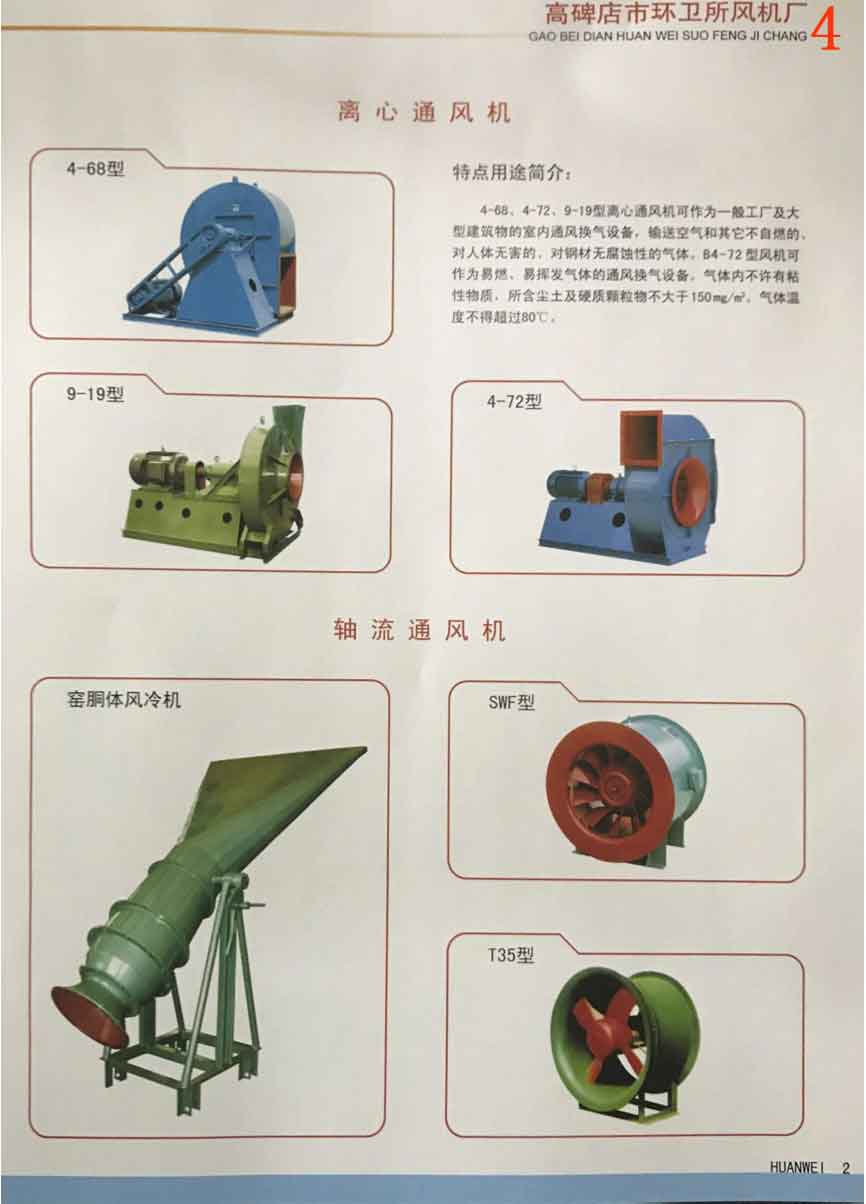 高碑店市环卫所风机厂
GAO BEI DIAN HUAN WEI SUO FENG JI CHANG
4
离心通风机
4-68型
特点用途简介：
4-68、4-72、9-19型离心通风机可作为一般工厂及大
型建筑物的室内通风换气设备，输送空气和其它不自燃的、
对人体无害的，对钢材无腐蚀性的气体。B4-72型风机可
作为易燃、易挥发气体的通风换气设备。气体内不许有粘
性物质，所含尘土及硬质颗粒物不大于150mg/m³，气体温
度不得超过80℃。
9-19型
4-72型
轴流通风机
窑胴体风冷机
SWF型
T35型
HUANWEI 2